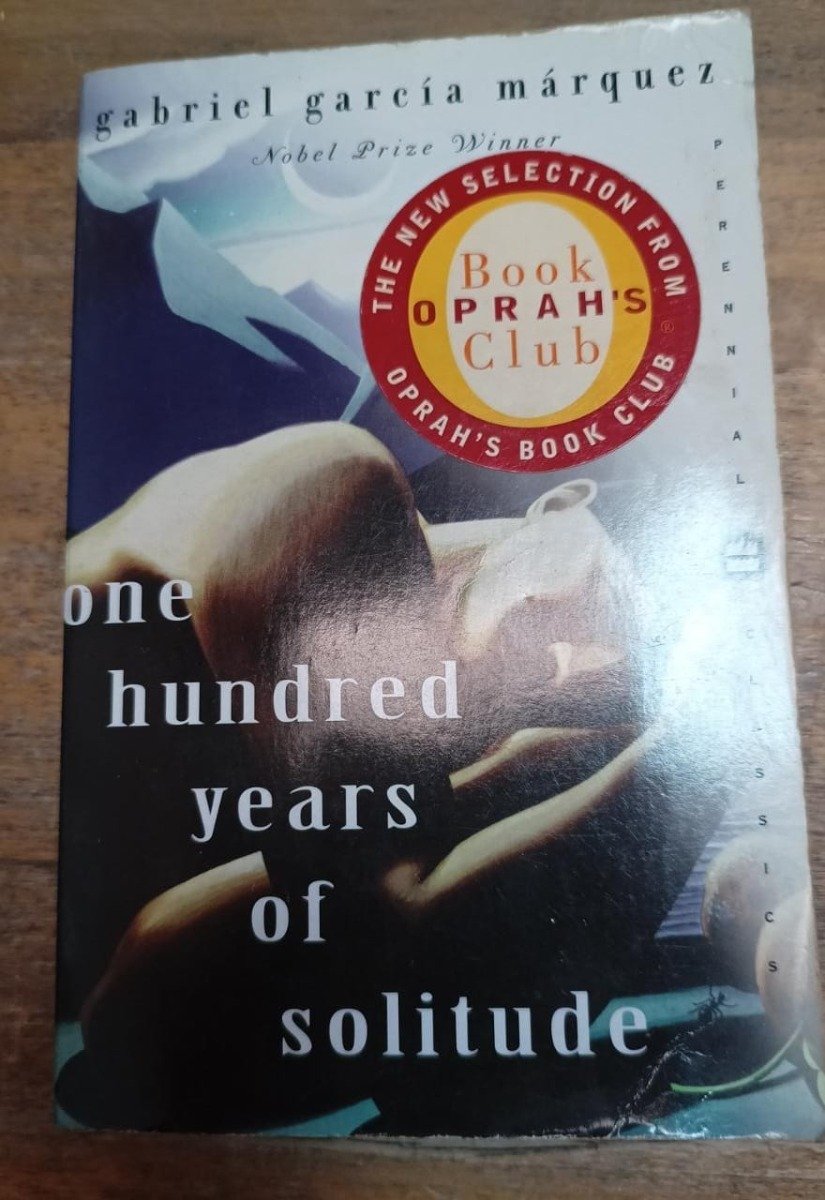 gabriel garcía márquez
Nobel Prize Winner
THE NEW SELECTION FROM
Book
OPRAH'S
Club
®
OPRAH'S BOOK CLUB
PERENNIAL
CLASSICS
one
hundred
years
of
solitude